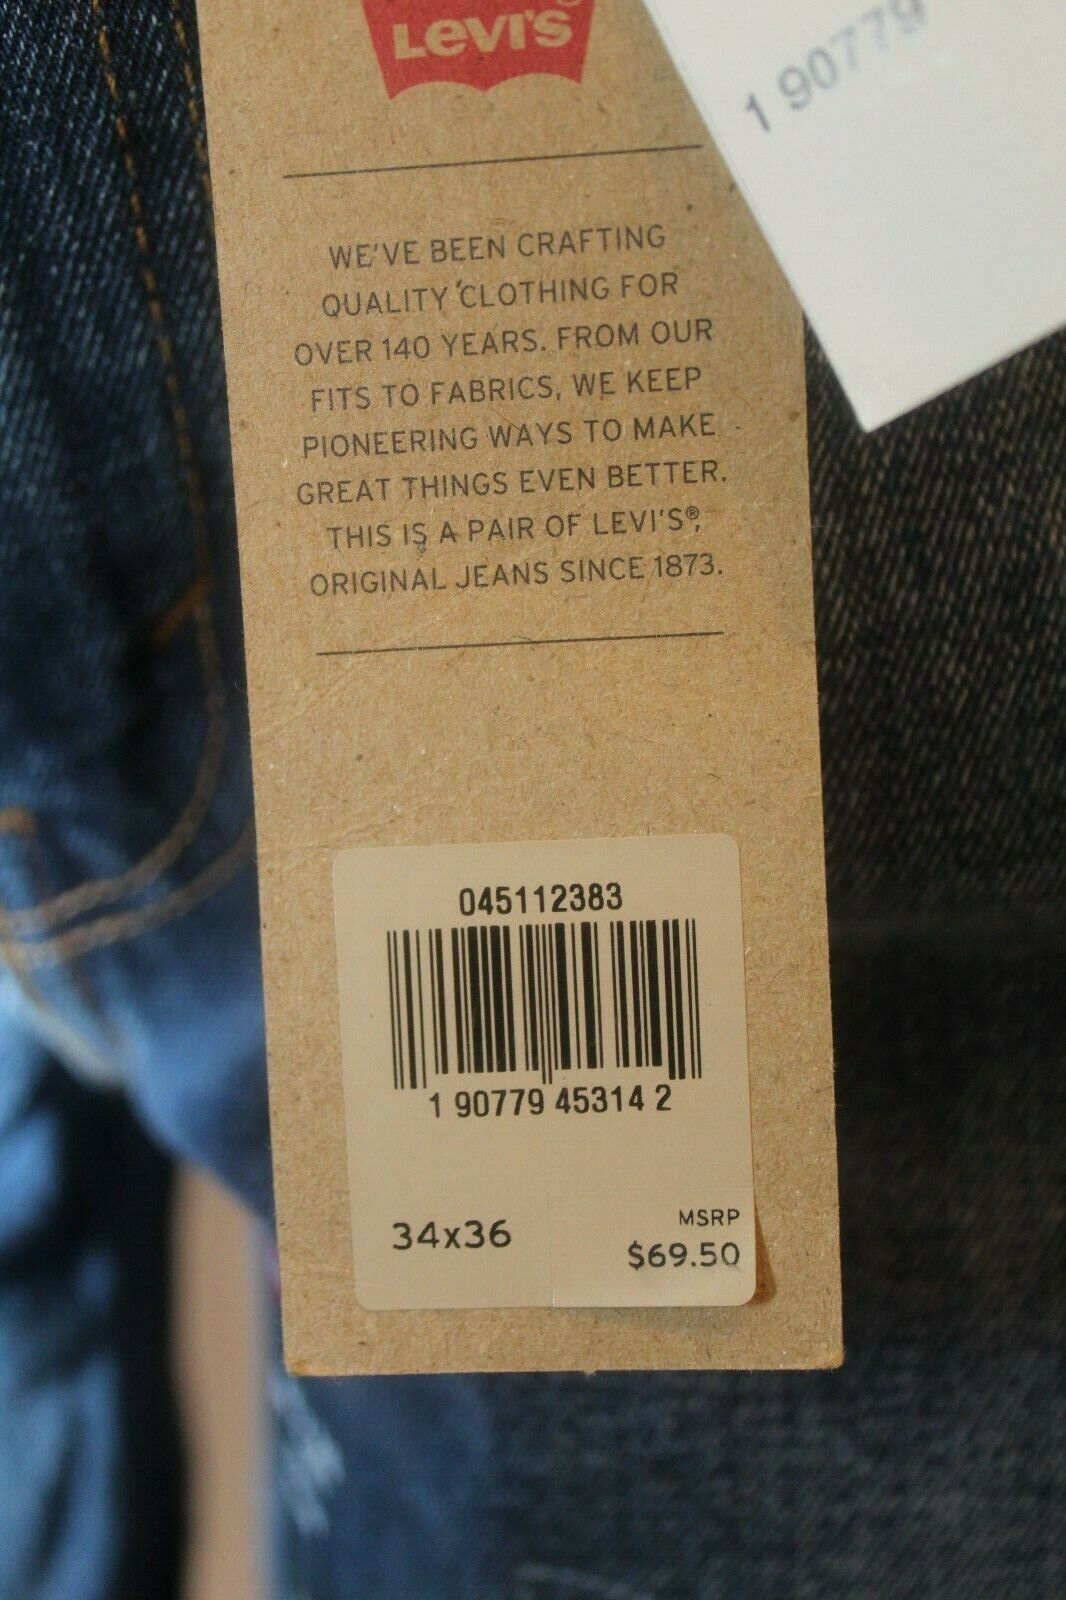 LEVI'S®
1 90779
WE'VE BEEN CRAFTING
QUALITY CLOTHING FOR
OVER 140 YEARS. FROM OUR
FITS TO FABRICS, WE KEEP
PIONEERING WAYS TO MAKE
GREAT THINGS EVEN BETTER.
THIS IS A PAIR OF LEVI'S®,
ORIGINAL JEANS SINCE 1873.
045112383
1 90779 45314 2
34x36
MSRP
$69.50